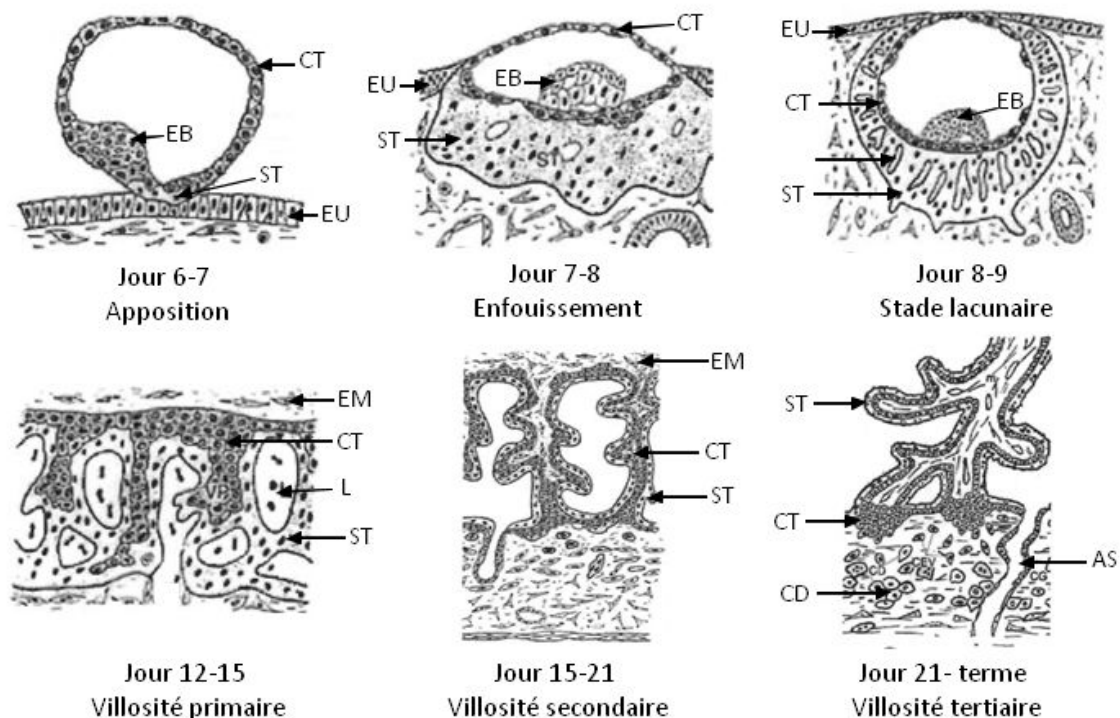 CT
EB
ST
EU
Jour 6-7
Apposition
CT
EB
EU
ST
ST
Jour 7-8
Enfouissement
EU
CT
EB
ST
Jour 8-9
Stade lacunaire
EM
CT
L
ST
Jour 12-15
Villosité primaire
EM
CT
ST
Jour 15-21
Villosité secondaire
ST
CT
AS
CD
Jour 21- terme
Villosité tertiaire